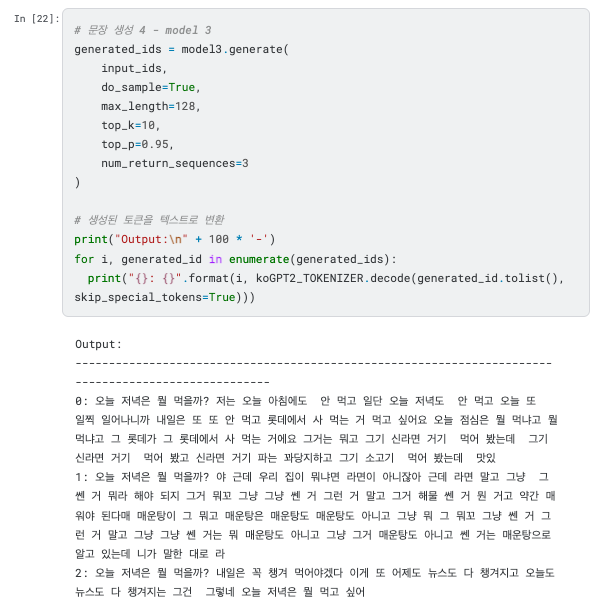 In [22]:
# 문장 생성 4 - model 3
generated_ids = model3.generate(
    input_ids,
    do_sample=True,
    max_length=128,
    top_k=10,
    top_p=0.95,
    num_return_sequences=3
)

# 생성된 토큰을 텍스트로 변환
print("Output:\n" + 100 * '-')
for i, generated_id in enumerate(generated_ids):
  print("{}: {}".format(i, koGPT2_TOKENIZER.decode(generated_id.tolist(),
skip_special_tokens=True)))
Output:
-----------------------------------------------------------------------
-----------------------------
0: 오늘 저녁은 뭘 먹을까? 저는 오늘 아침에도  안 먹고 일단 오늘 저녁도  안 먹고 오늘 또
일찍 일어나니까 내일은 또 또 안 먹고 롯데에서 사 먹는 거 먹고 싶어요 오늘 점심은 뭘 먹냐고 뭘
먹냐고 그 롯데가 그 롯데에서 사 먹는 거에요 그거는 뭐고 그기 신라면 거기  먹어 봤는데  그기
신라면 거기  먹어 봤고 신라면 거기 파는 꽈당지하고 그기 소고기  먹어 봤는데  맛있
1: 오늘 저녁은 뭘 먹을까? 야 근데 우리 집이 뭐냐면 라면이 아니잖아 근데 라면 말고 그냥  그
쎈 거 뭐라 해야 되지 그거 뭐꼬 그냥 그냥 쎈 거 그런 거 말고 그거 해물 쎈 거 뭔 거고 약간 매
워야 된다매 매운탕이 그 뭐고 매운탕은 매운탕도 매운탕도 아니고 그냥 뭐 그 뭐꼬 그냥 쎈 거 그
런 거 말고 그냥 그냥 쎈 거는 뭐 매운탕도 아니고 그냥 그거 매운탕도 아니고 쎈 거는 매운탕으로
알고 있는데 니가 말한 대로 라
2: 오늘 저녁은 뭘 먹을까? 내일은 꼭 챙겨 먹어야겠다 이게 또 어제도 뉴스도 다 챙겨지고 오늘도
뉴스도 다 챙겨지는 그건  그렇네 오늘 저녁은 뭘 먹고 싶어